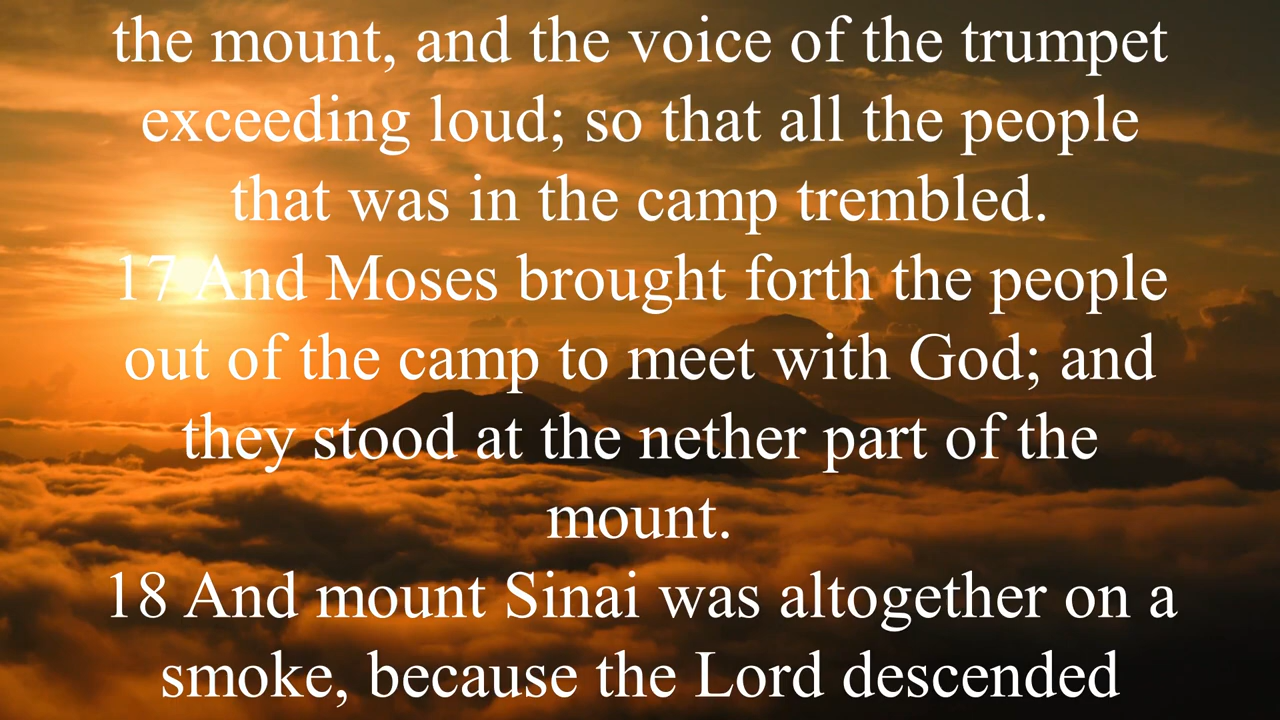 the mount, and the voice of the trumpet
exceeding loud; so that all the people
that was in the camp trembled.
17 And Moses brought forth the people
out of the camp to meet with God; and
they stood at the nether part of the
mount.
18 And mount Sinai was altogether on a
smoke, because the Lord descended